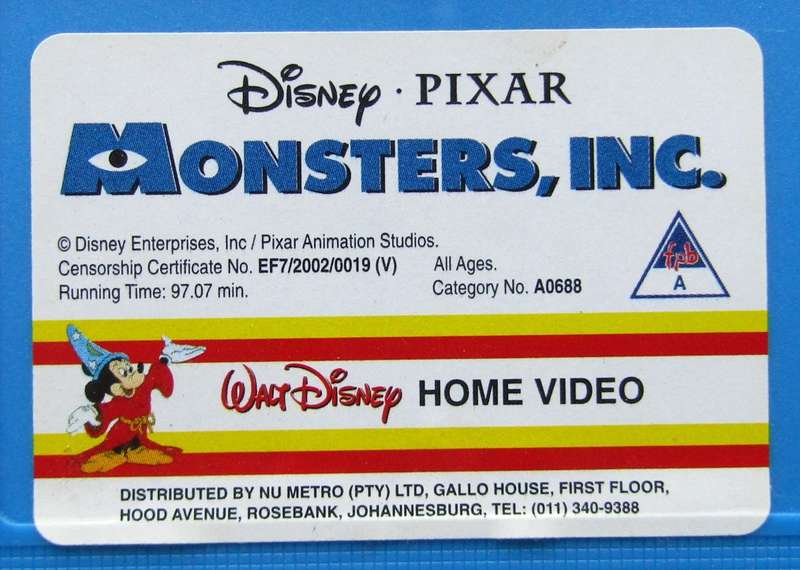 Disney · PIXAR
MONSTERS, INC.
© Disney Enterprises, Inc / Pixar Animation Studios.
Censorship Certificate No. EF7/2002/0019 (V) All Ages.
Running Time: 97.07 min. Category No. A0688
fpb
A
WALT DISNEY HOME VIDEO
DISTRIBUTED BY NU METRO (PTY) LTD, GALLO HOUSE, FIRST FLOOR,
HOOD AVENUE, ROSEBANK, JOHANNESBURG, TEL: (011) 340-9388